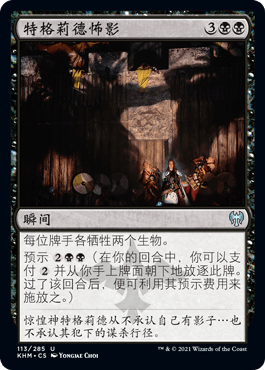 特格莉德怖影 3
瞬间
每位牌手各牺牲两个生物。
预示 2（在你的回合中，你可以支
付 2 并从你手上牌面朝下地放逐此牌。
过了该回合后，便可利用其预示费用来
施放之。）
惊惶神特格莉德从不承认自己有影子…也
不承认其犯下的谋杀行径。
113/285 U
KHM • CS YONGJAE CHOI
™ & © 2021 Wizards of the Coast